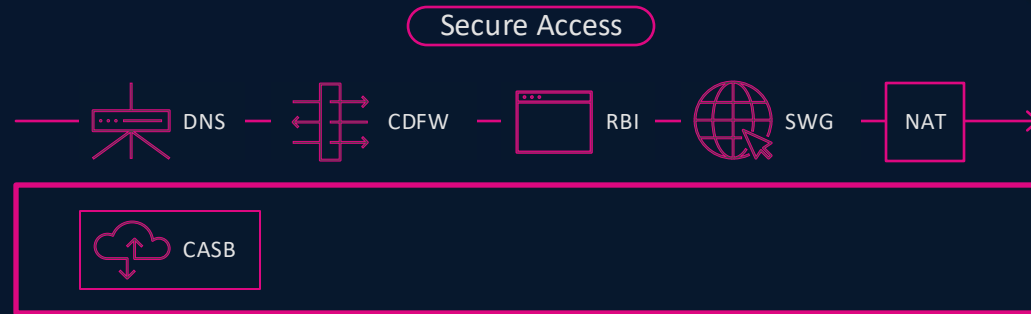 Secure Access
DNS
CDFW
RBI
SWG
NAT
CASB